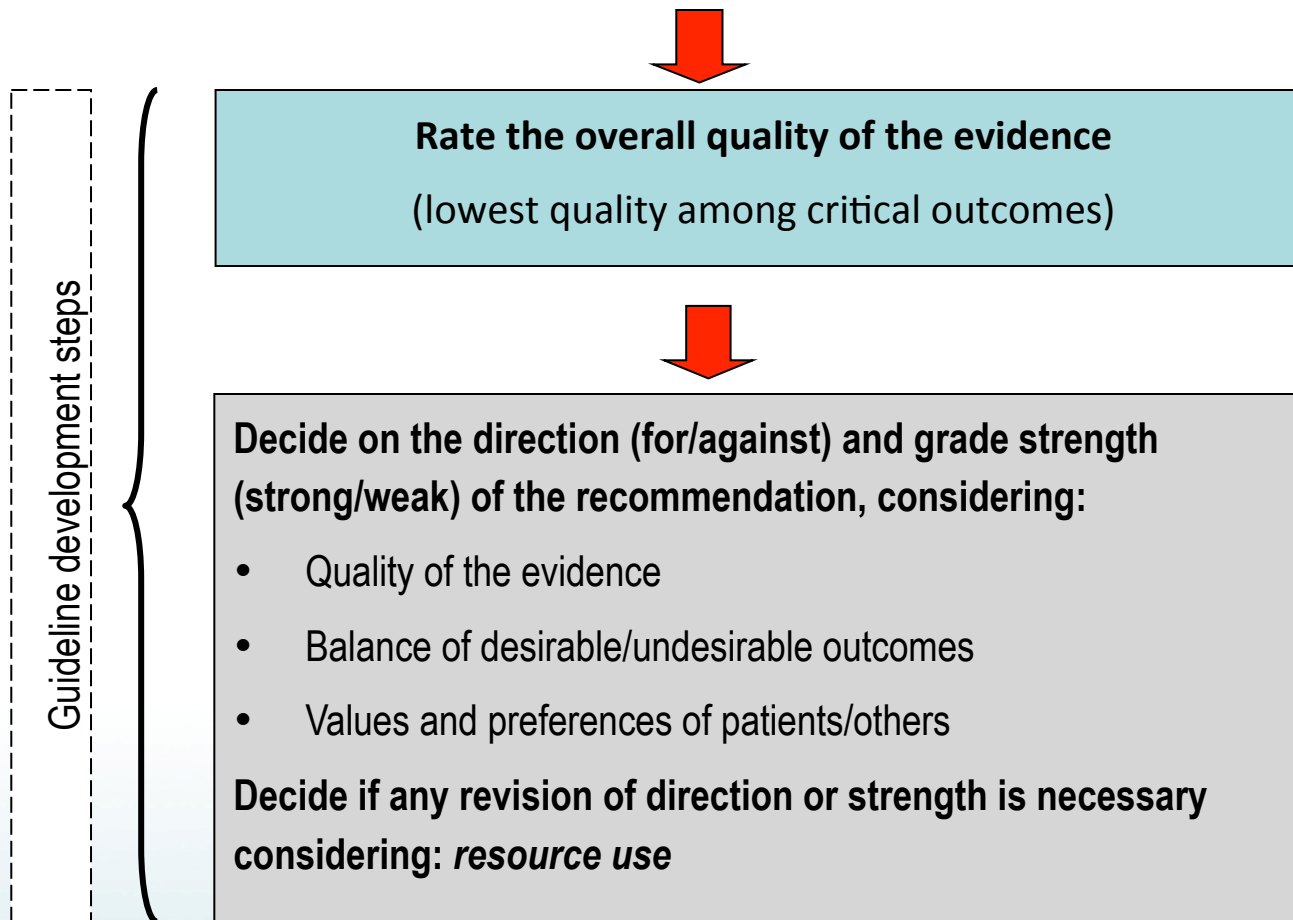 Guideline development steps
Rate the overall quality of the evidence
(lowest quality among critical outcomes)
Decide on the direction (for/against) and grade strength
(strong/weak) of the recommendation, considering:
• Quality of the evidence
• Balance of desirable/undesirable outcomes
• Values and preferences of patients/others
Decide if any revision of direction or strength is necessary
considering: resource use